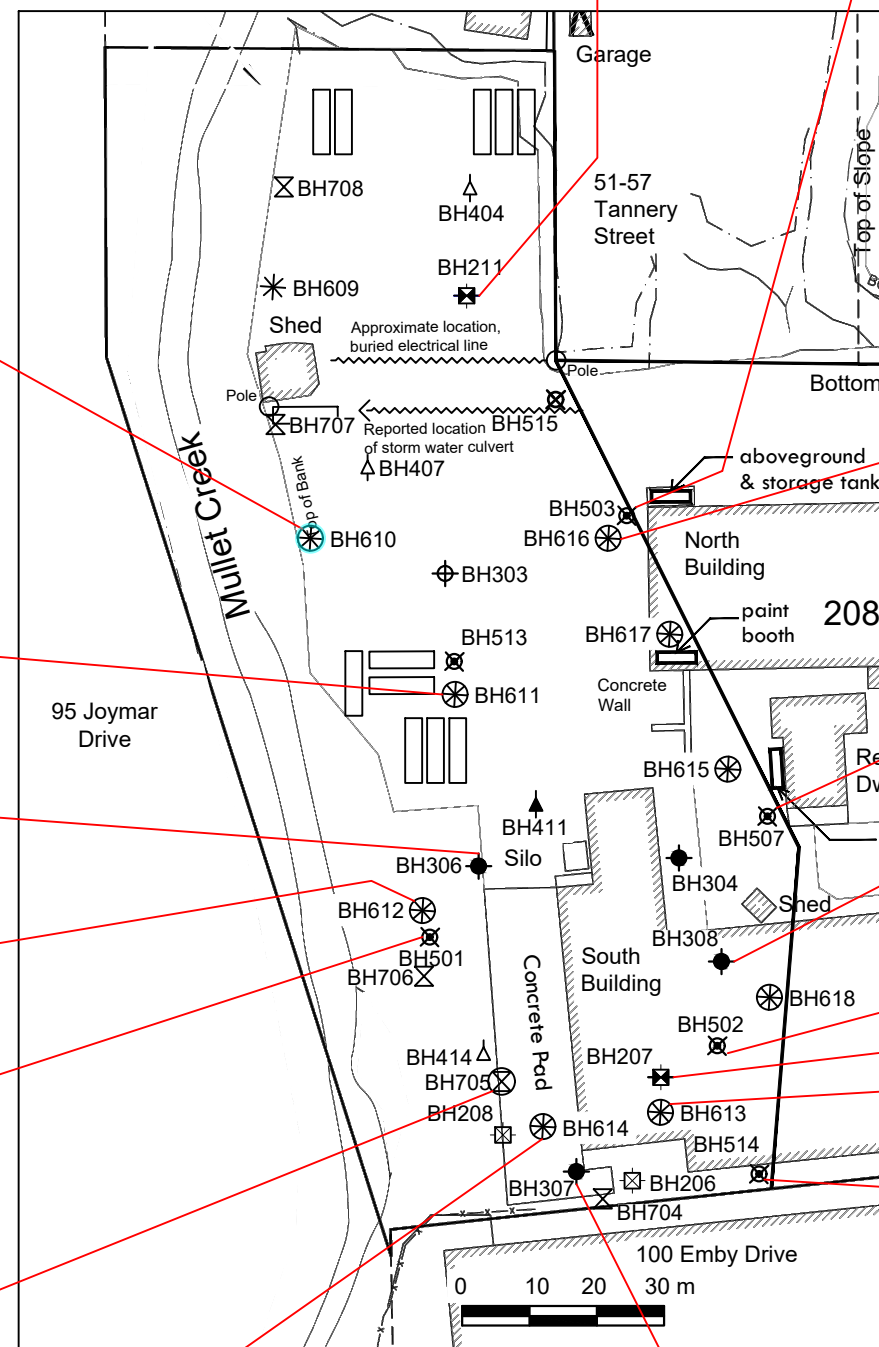 Garage
BH708
BH404
51-57
Tannery
Street
Top of Slope
BH211
BH609
Shed
Approximate location,
buried electrical line
Pole
Bottom
Pole
BH707
Reported location
of storm water culvert
BH515
BH407
aboveground
& storage tank
Mullet Creek
op of Bank
BH503
BH610
BH616
North
Building
BH303
paint
booth
208
BH617
BH513
BH611
Concrete
Wall
95 Joymar
Drive
BH615
Re
Dw
BH411
BH507
BH306
Silo
BH304
Shed
BH612
BH308
BH501
BH706
South
Building
Concrete Pad
BH618
BH502
BH414
BH207
BH705
BH208
BH613
BH614
BH514
BH307
BH206
BH704
100 Emby Drive
0 10 20 30 m